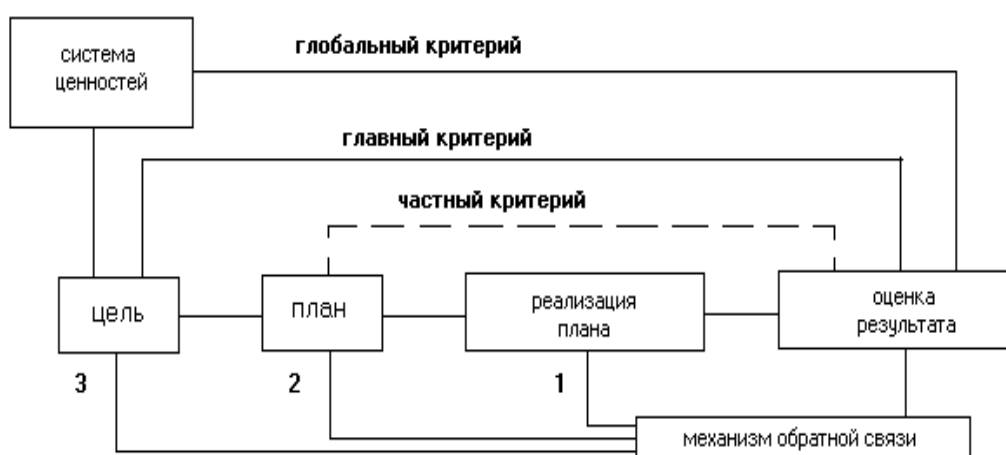 система
ценностей
глобальный критерий
главный критерий
частный критерий
цель
план
реализация
плана
оценка
результата
3
2
1
механизм обратной связи